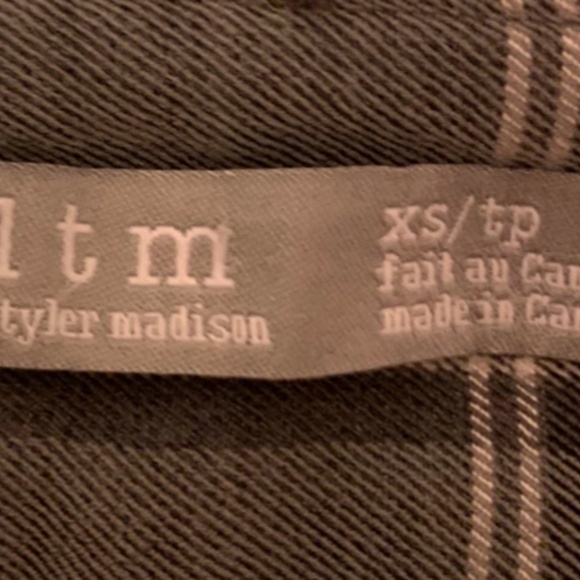 l t m
tyler madison
xs/tp
fait au Can
made in Can